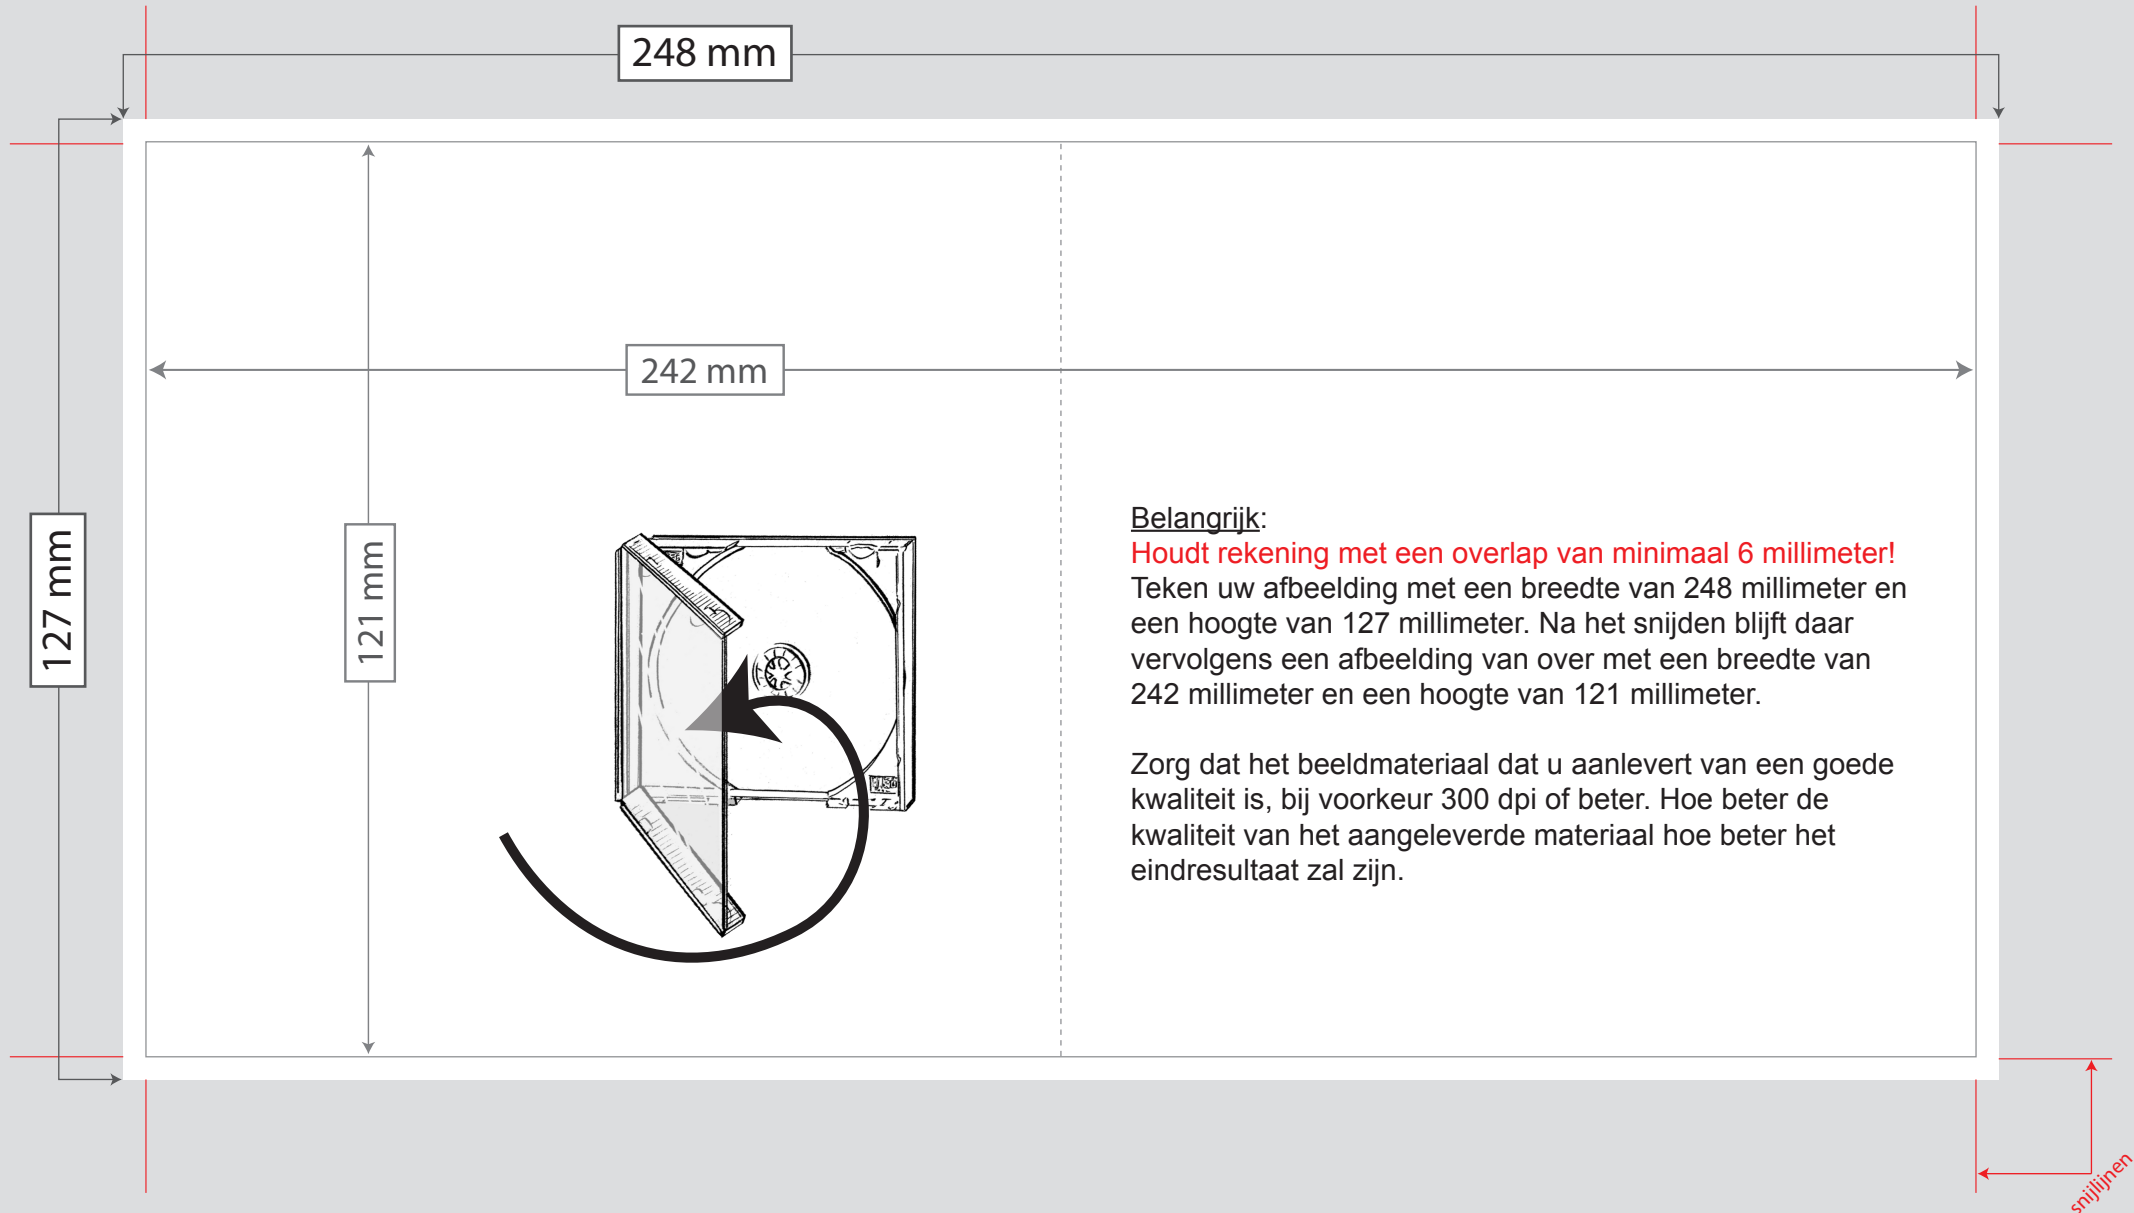 248 mm
242 mm
127 mm
121 mm
Belangrijk:
Houdt rekening met een overlap van minimaal 6 millimeter!
Teken uw afbeelding met een breedte van 248 millimeter en
een hoogte van 127 millimeter. Na het snijden blijft daar
vervolgens een afbeelding van over met een breedte van
242 millimeter en een hoogte van 121 millimeter.
Zorg dat het beeldmateriaal dat u aanlevert van een goede
kwaliteit is, bij voorkeur 300 dpi of beter. Hoe beter de
kwaliteit van het aangeleverde materiaal hoe beter het
eindresultaat zal zijn.
snijlijnen